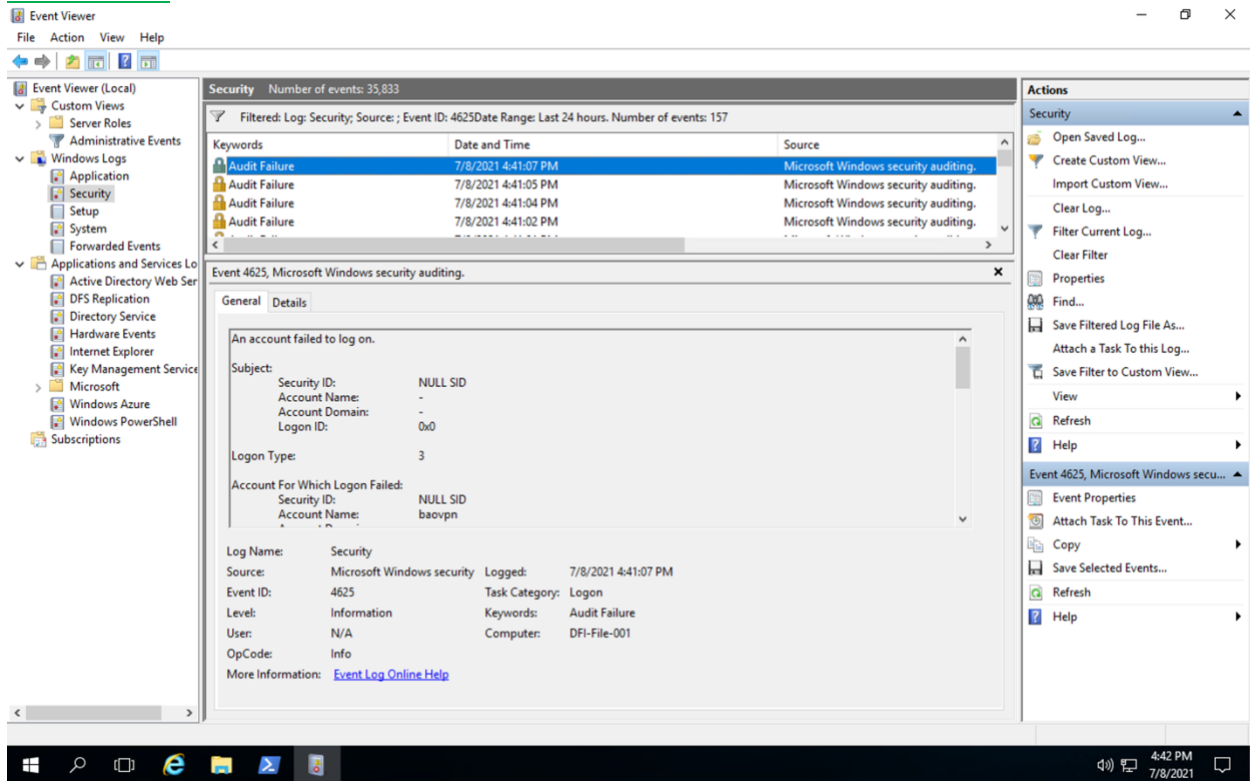 Event Viewer
File Action View Help
Event Viewer (Local)
Custom Views
Server Roles
Administrative Events
Windows Logs
Application
Security
Setup
System
Forwarded Events
Applications and Services Lo
Active Directory Web Ser
DFS Replication
Directory Service
Hardware Events
Internet Explorer
Key Management Service
Microsoft
Windows Azure
Windows PowerShell
Subscriptions
Security Number of events: 35,833
Filtered: Log: Security; Source: ; Event ID: 4625Date Range: Last 24 hours. Number of events: 157
Keywords Date and Time Source
Audit Failure 7/8/2021 4:41:07 PM Microsoft Windows security auditing.
Audit Failure 7/8/2021 4:41:05 PM Microsoft Windows security auditing.
Audit Failure 7/8/2021 4:41:04 PM Microsoft Windows security auditing.
Audit Failure 7/8/2021 4:41:02 PM Microsoft Windows security auditing.
Event 4625, Microsoft Windows security auditing.
General Details
An account failed to log on.
Subject:
Security ID: NULL SID
Account Name: -
Account Domain: -
Logon ID: 0x0
Logon Type: 3
Account For Which Logon Failed:
Security ID: NULL SID
Account Name: baovpn
Log Name: Security
Source: Microsoft Windows security Logged: 7/8/2021 4:41:07 PM
Event ID: 4625 Task Category: Logon
Level: Information Keywords: Audit Failure
User: N/A Computer: DFI-File-001
OpCode: Info
More Information: Event Log Online Help
Actions
Security
Open Saved Log...
Create Custom View...
Import Custom View...
Clear Log...
Filter Current Log...
Clear Filter
Properties
Find...
Save Filtered Log File As...
Attach a Task To this Log...
Save Filter to Custom View...
View
Refresh
Help
Event 4625, Microsoft Windows secu...
Event Properties
Attach Task To This Event...
Copy
Save Selected Events...
Refresh
Help
4:42 PM
7/8/2021